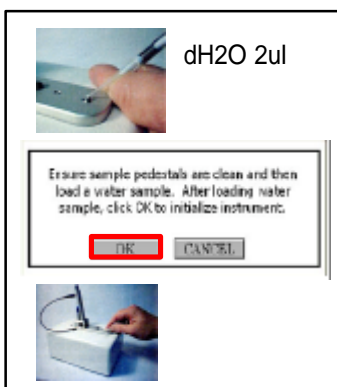 dH2O 2ul
Ensure sample pedestals are clean and then
load a water sample. After loading water
sample, click OK to initialize instrument.
OK CANCEL